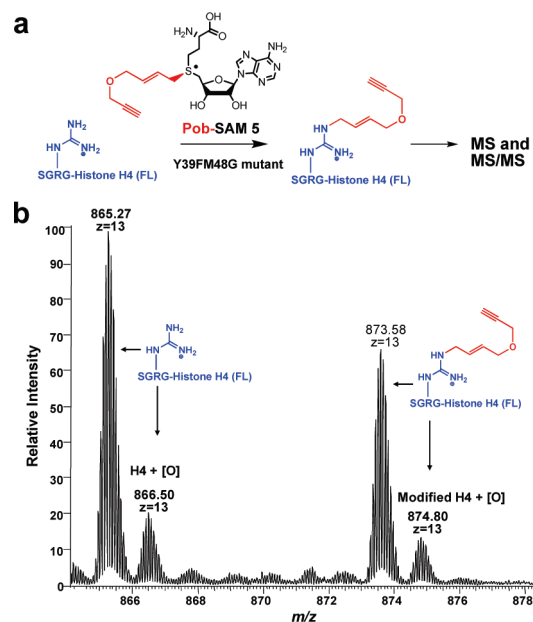 a
H₂N
O
OH
O
S
O
N
N
N
N
NH₂
HO
OH
NH₂
HN
NH₂
SGRG-Histone H4 (FL)
Pob-SAM 5
Y39FM48G mutant
O
HN
HN
NH₂
SGRG-Histone H4 (FL)
MS and
MS/MS
b
Relative Intensity
100
90
80
70
60
50
40
30
20
10
0
865.27
z=13
NH₂
HN
NH₂
SGRG-Histone H4 (FL)
H4 + [O]
866.50
z=13
873.58
z=13
O
HN
HN
NH₂
SGRG-Histone H4 (FL)
Modified H4 + [O]
874.80
z=13
866
868
870
872
874
876
878
m/z